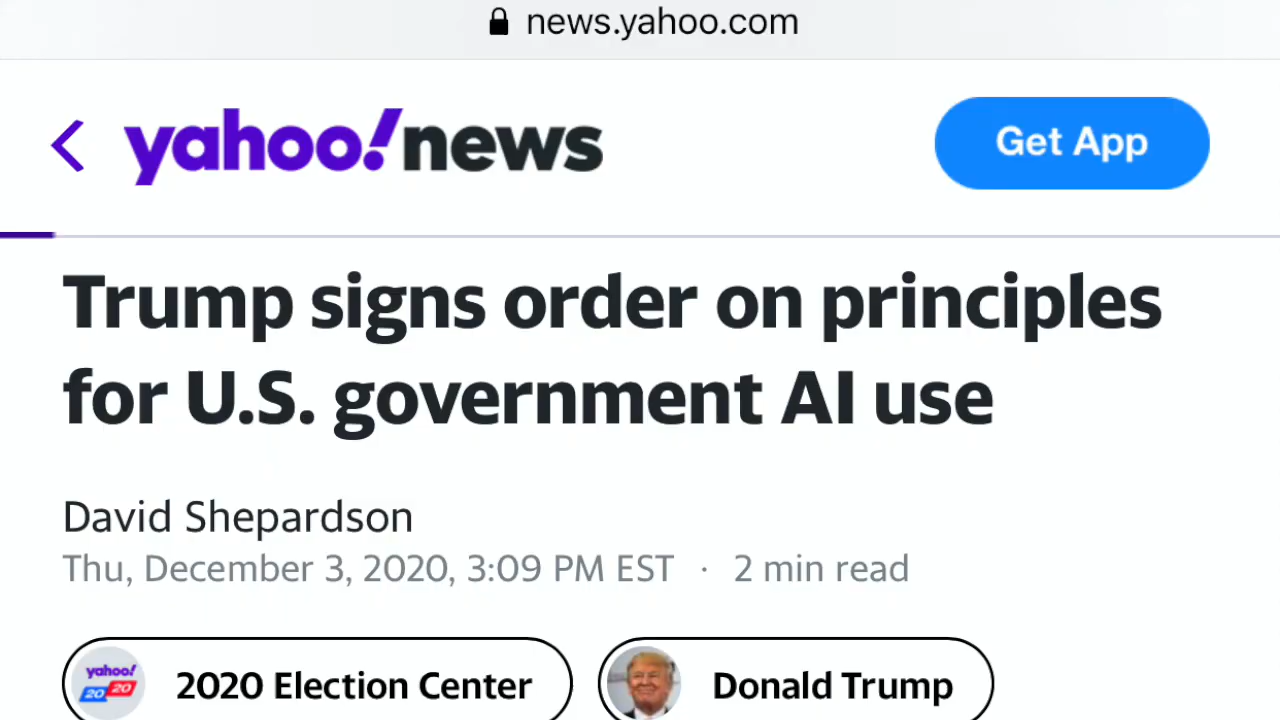 news.yahoo.com
yahoo!news
Get App
Trump signs order on principles
for U.S. government AI use
David Shepardson
Thu, December 3, 2020, 3:09 PM EST · 2 min read
yahoo!
2020
2020 Election Center
Donald Trump